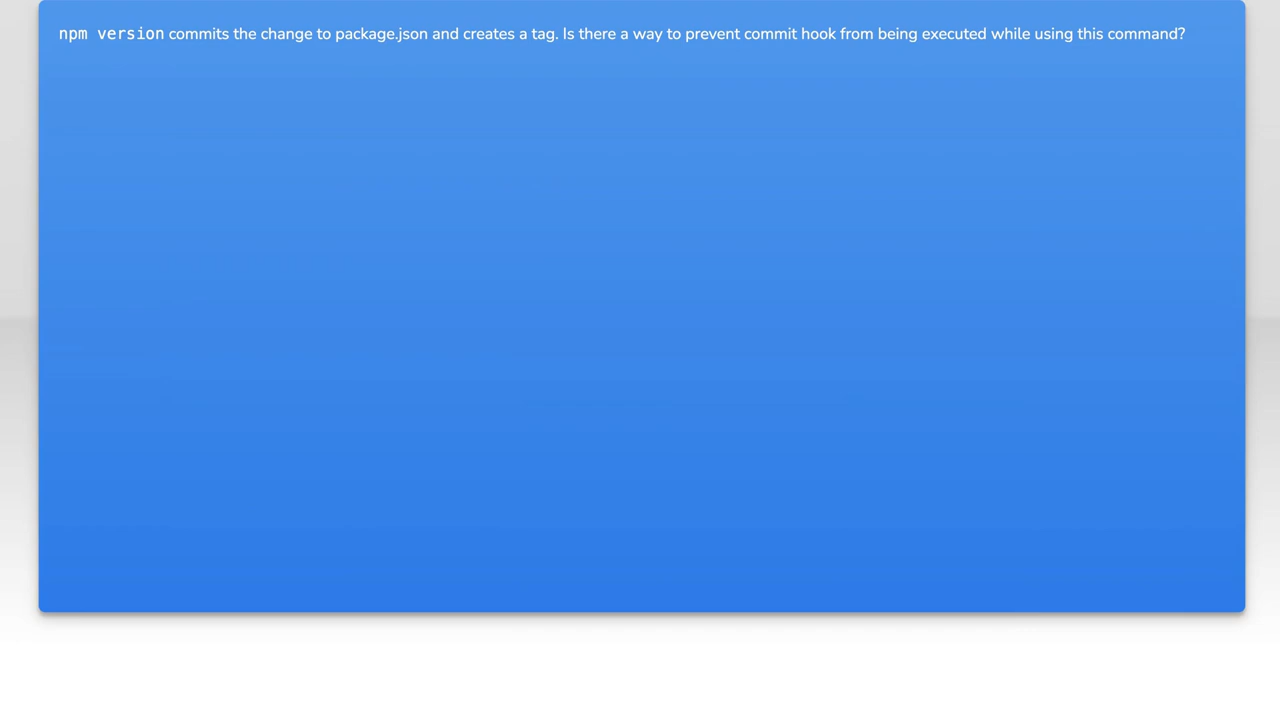 npm version commits the change to package.json and creates a tag. Is there a way to prevent commit hook from being executed while using this command?